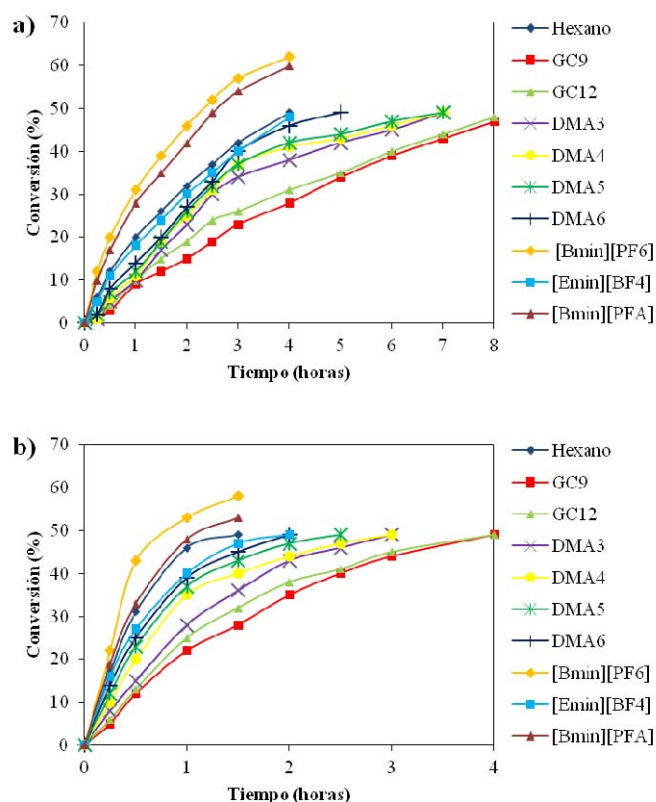 a)
70
60
50
40
30
20
10
0
Conversión (%)
0 1 2 3 4 5 6 7 8
Tiempo (horas)
Hexano
GC9
GC12
DMA3
DMA4
DMA5
DMA6
[Bmin][PF6]
[Emin][BF4]
[Bmin][PFA]
b)
70
60
50
40
30
20
10
0
Conversión (%)
0 1 2 3 4
Tiempo (horas)
Hexano
GC9
GC12
DMA3
DMA4
DMA5
DMA6
[Bmin][PF6]
[Emin][BF4]
[Bmin][PFA]